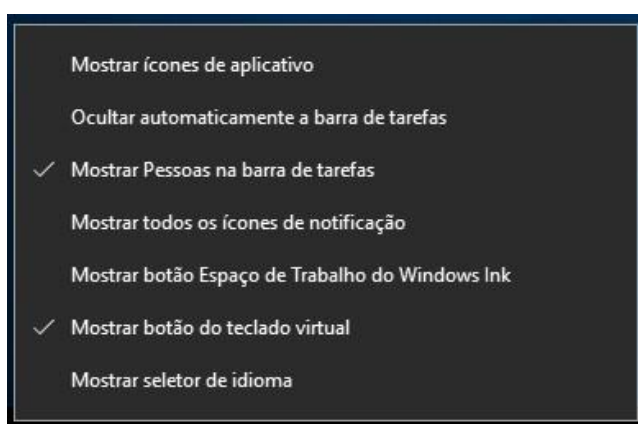 Mostrar ícones de aplicativo
Ocultar automaticamente a barra de tarefas
Mostrar Pessoas na barra de tarefas
Mostrar todos os ícones de notificação
Mostrar botão Espaço de Trabalho do Windows Ink
Mostrar botão do teclado virtual
Mostrar seletor de idioma